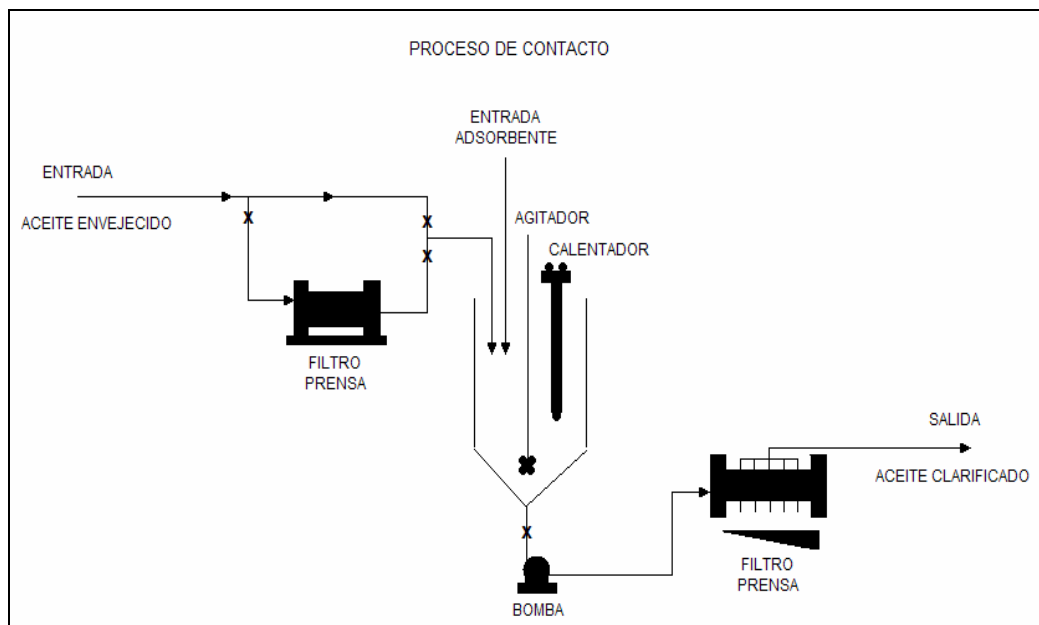 PROCESO DE CONTACTO
ENTRADA
ADSORBENTE
ENTRADA
ACEITE ENVEJECIDO
AGITADOR
CALENTADOR
FILTRO
PRENSA
SALIDA
ACEITE CLARIFICADO
FILTRO
PRENSA
BOMBA